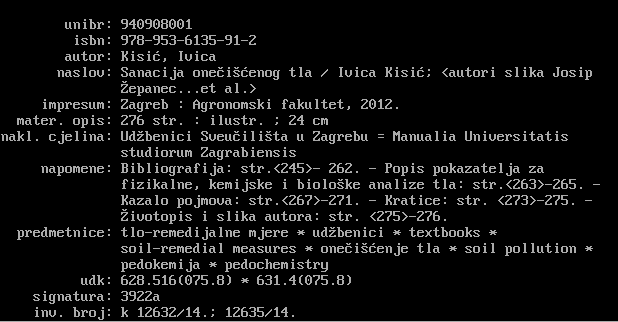 unibr: 940908001
isbn: 978-953-6135-91-2
autor: Kisić, Ivica
naslov: Sanacija onečišćenog tla / Ivica Kisić; <autori slika Josip
Žepanec...et al.>
impresum: Zagreb : Agronomski fakultet, 2012.
mater. opis: 276 str. : ilustr. ; 24 cm
nakl. cjelina: Udžbenici Sveučilišta u Zagrebu = Manualia Universitatis
studiorum Zagrabiensis
napomene: Bibliografija: str.<245>- 262. - Popis pokazatelja za
fizikalne, kemijske i biološke analize tla: str.<263>-265. -
Kazalo pojmova: str.<267>-271. - Kratice: str. <273>-275. -
Životopis i slika autora: str. <275>-276.
predmetnice: tlo-remedijalne mjere * udžbenici * textbooks *
soil-remedial measures * onečišćenje tla * soil pollution *
pedokemija * pedochemistry
udk: 628.516(075.8) * 631.4(075.8)
signatura: 3922a
inv. broj: k 12632/14.; 12635/14.